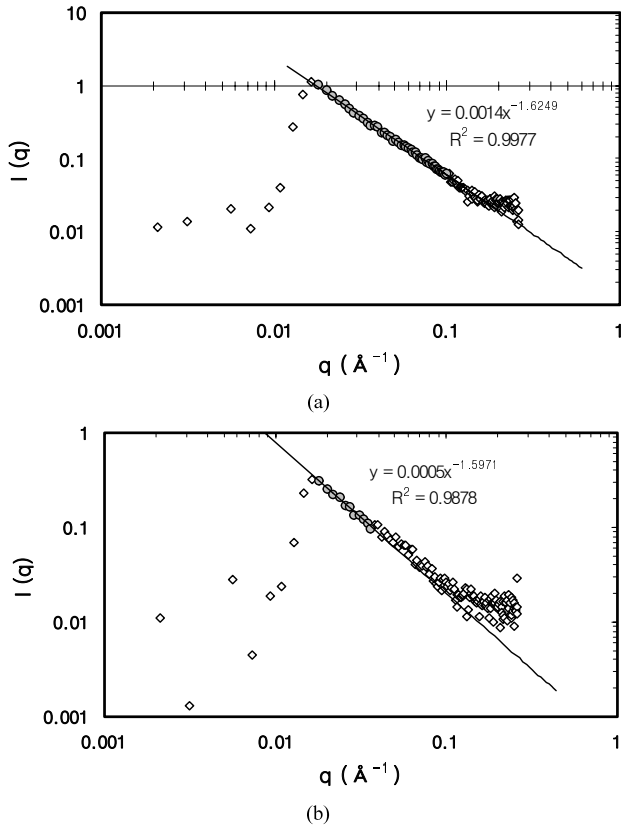 10
1
0.1
0.01
0.001
I (q)
y = 0.0014x^-1.6249
R² = 0.9977
0.001 0.01 0.1 1
q ( Å⁻¹ )
(a)
1
0.1
0.01
0.001
I (q)
y = 0.0005x^-1.5971
R² = 0.9878
0.001 0.01 0.1 1
q ( Å⁻¹ )
(b)